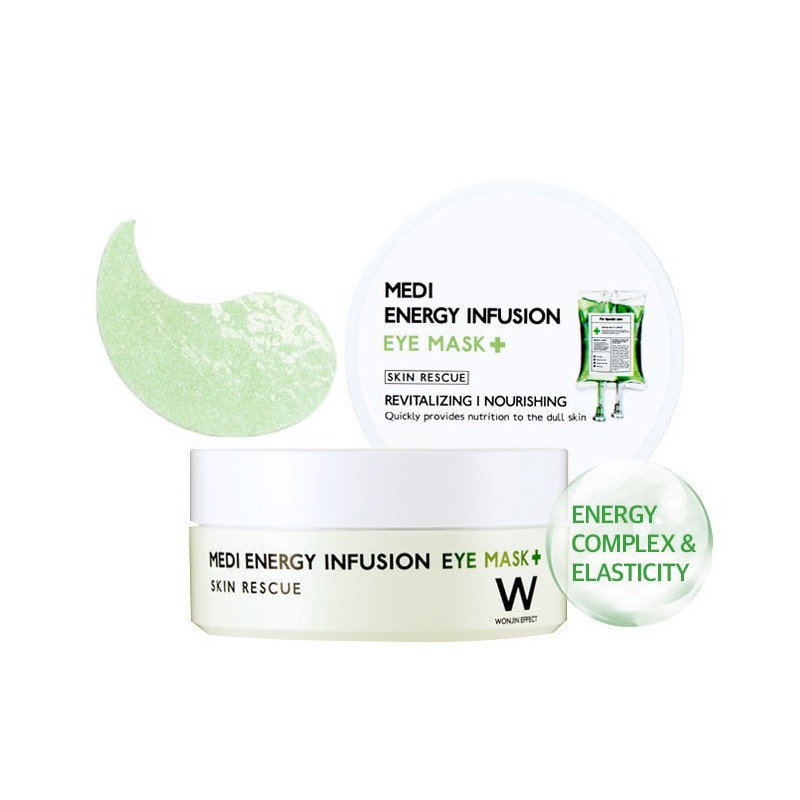 MEDI
ENERGY INFUSION
EYE MASK+
SKIN RESCUE
REVITALIZING I NOURISHING
Quickly provides nutrition to the dull skin
MEDI ENERGY INFUSION EYE MASK+
SKIN RESCUE
W
WONJIN EFFECT
ENERGY
COMPLEX &
ELASTICITY